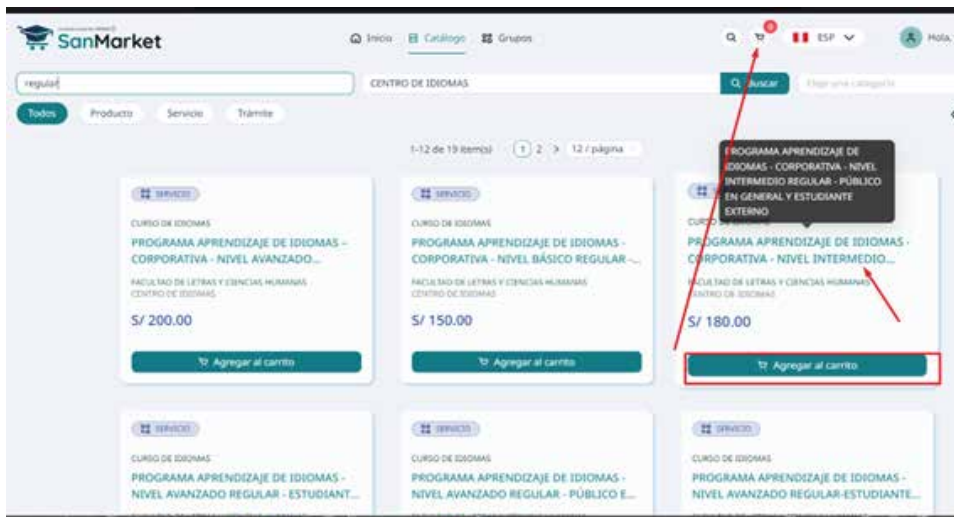 SanMarket
Inicio
Catálogo
Grupos
0
ESP
Hola,
regular
CENTRO DE IDIOMAS
Buscar
Elige una categoría
Todos
Producto
Servicio
Trámite
1-12 de 19 item(s)
1
2
12 / página
PROGRAMA APRENDIZAJE DE
IDIOMAS - CORPORATIVA - NIVEL
INTERMEDIO REGULAR - PÚBLICO
EN GENERAL Y ESTUDIANTE
EXTERNO
SERVICIO
CURSO DE IDIOMAS
PROGRAMA APRENDIZAJE DE IDIOMAS –
CORPORATIVA - NIVEL AVANZADO...
FACULTAD DE LETRAS Y CIENCIAS HUMANAS
CENTRO DE IDIOMAS
S/ 200.00
Agregar al carrito
SERVICIO
CURSO DE IDIOMAS
PROGRAMA APRENDIZAJE DE IDIOMAS -
CORPORATIVA - NIVEL BÁSICO REGULAR -...
FACULTAD DE LETRAS Y CIENCIAS HUMANAS
CENTRO DE IDIOMAS
S/ 150.00
Agregar al carrito
PROGRAMA APRENDIZAJE DE IDIOMAS -
CORPORATIVA - NIVEL INTERMEDIO...
FACULTAD DE LETRAS Y CIENCIAS HUMANAS
CENTRO DE IDIOMAS
S/ 180.00
Agregar al carrito
SERVICIO
CURSO DE IDIOMAS
PROGRAMA APRENDIZAJE DE IDIOMAS -
NIVEL AVANZADO REGULAR - ESTUDIANT...
SERVICIO
CURSO DE IDIOMAS
PROGRAMA APRENDIZAJE DE IDIOMAS -
NIVEL AVANZADO REGULAR - PÚBLICO E...
SERVICIO
CURSO DE IDIOMAS
PROGRAMA APRENDIZAJE DE IDIOMAS -
NIVEL AVANZADO REGULAR-ESTUDIANTE...